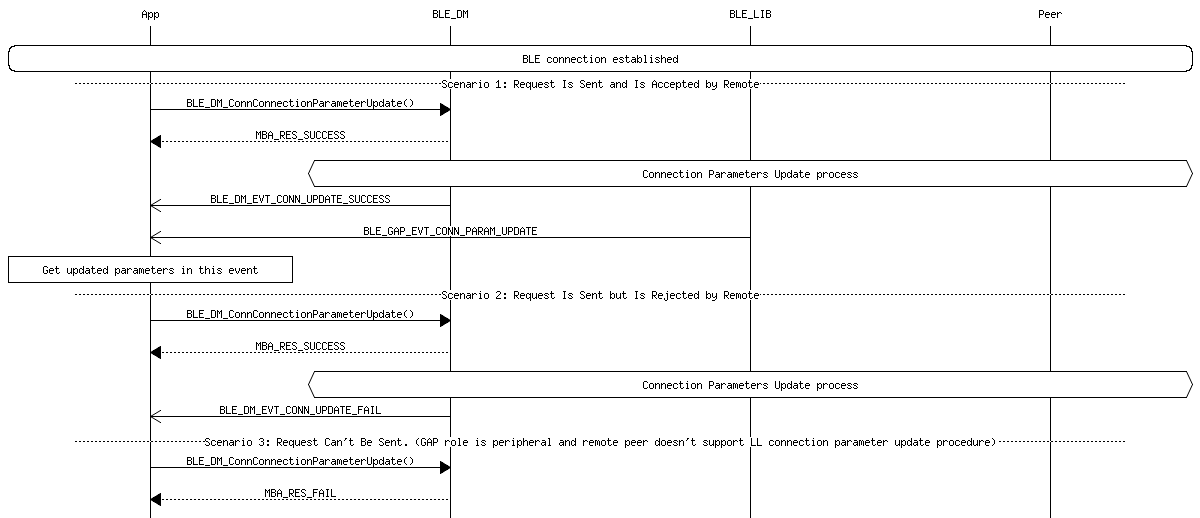 App BLE_DM BLE_LIB Peer
BLE connection established
Scenario 1: Request Is Sent and Is Accepted by Remote
BLE_DM_ConnConnectionParameterUpdate()
MBA_RES_SUCCESS
Connection Parameters Update process
BLE_DM_EVT_CONN_UPDATE_SUCCESS
BLE_GAP_EVT_CONN_PARAM_UPDATE
Get updated parameters in this event
Scenario 2: Request Is Sent but Is Rejected by Remote
BLE_DM_ConnConnectionParameterUpdate()
MBA_RES_SUCCESS
Connection Parameters Update process
BLE_DM_EVT_CONN_UPDATE_FAIL
Scenario 3: Request Can't Be Sent. (GAP role is peripheral and remote peer doesn't support LL connection parameter update procedure)
BLE_DM_ConnConnectionParameterUpdate()
MBA_RES_FAIL